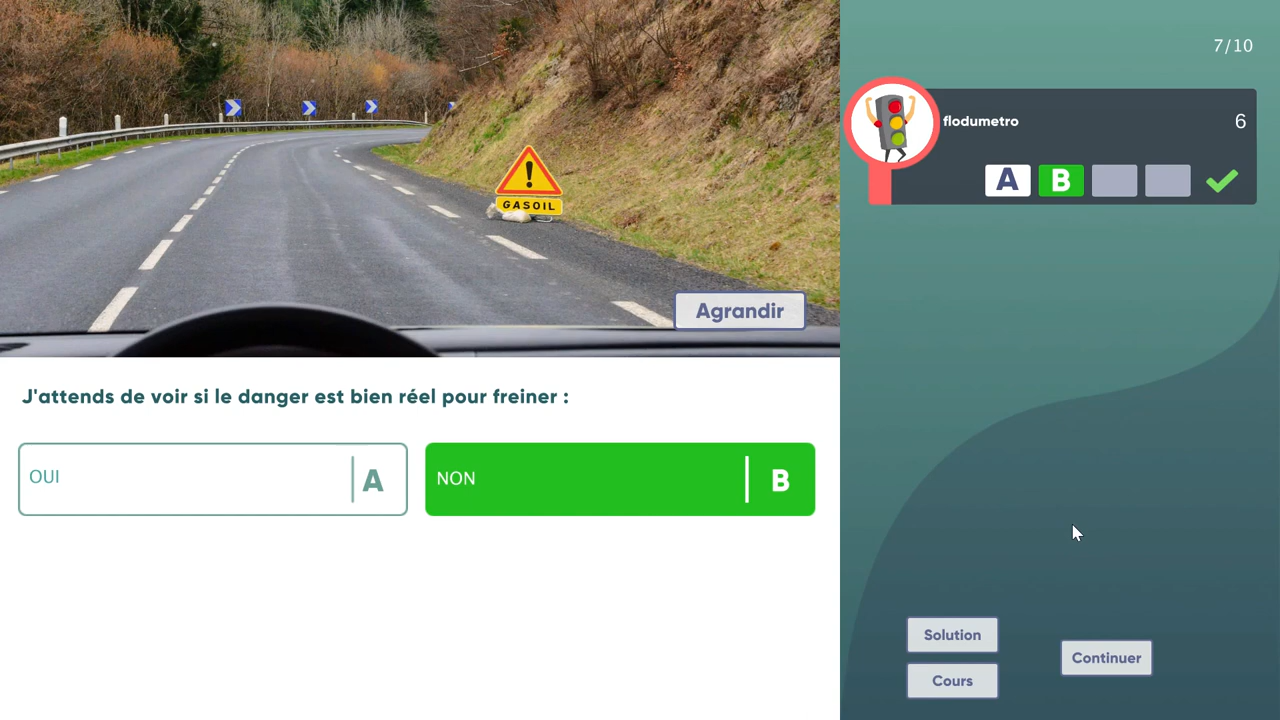 7/10
flodumetro
6
A B
GASOIL
Agrandir
J'attends de voir si le danger est bien réel pour freiner :
OUI A
NON B
Solution
Continuer
Cours